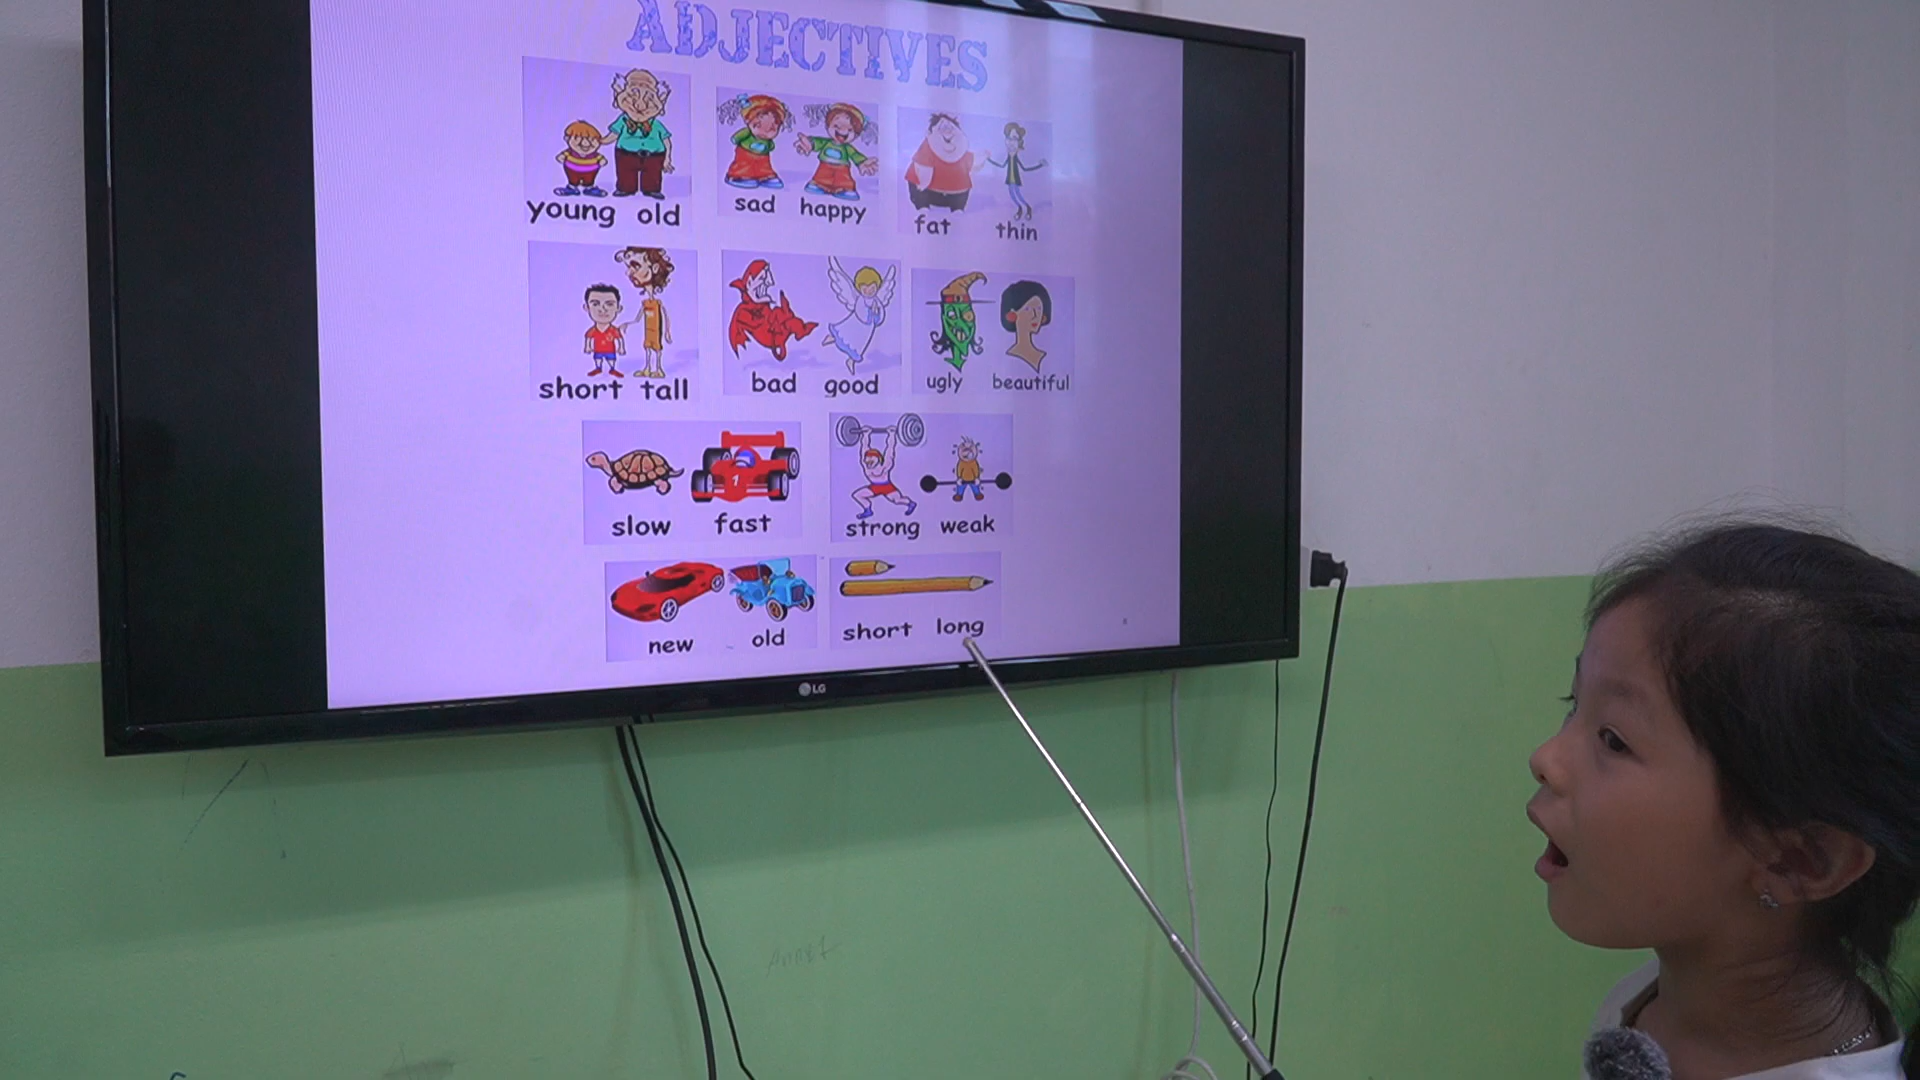 ADJECTIVES
young old
sad happy
fat thin
short tall
bad good
ugly beautiful
slow fast
1
strong weak
new old
short long
LG